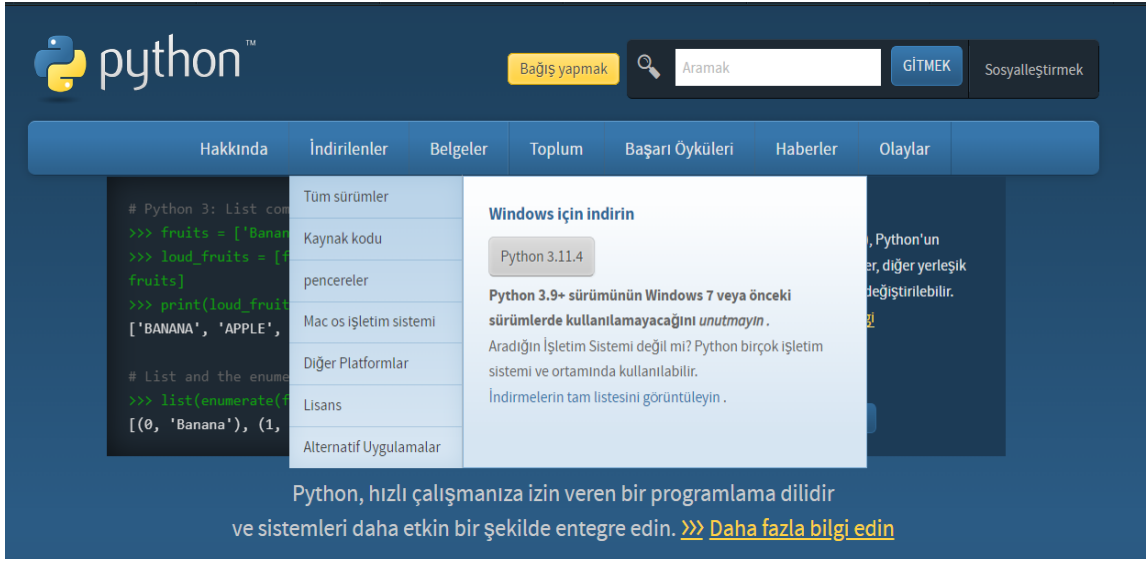 python™
Bağış yapmak
Aramak
GİTMEK
Sosyalleştirmek
Hakkında
İndirilenler
Belgeler
Toplum
Başarı Öyküleri
Haberler
Olaylar
# Python 3: List com
>>> fruits = ['Banan
>>> loud_fruits = [f
fruits]
>>> print(loud_fruit
['BANANA', 'APPLE',
# List and the enume
>>> list(enumerate(f
[(0, 'Banana'), (1,
Tüm sürümler
Kaynak kodu
pencereler
Mac os işletim sistemi
Diğer Platformlar
Lisans
Alternatif Uygulamalar
Windows için indirin
Python 3.11.4
Python 3.9+ sürümünün Windows 7 veya önceki
sürümlerde kullanılamayacağını unutmayın .
Aradığın İşletim Sistemi değil mi? Python birçok işletim
sistemi ve ortamında kullanılabilir.
İndirmelerin tam listesini görüntüleyin .
, Python'un
er, diğer yerleşik
değiştirilebilir.
gi
Python, hızlı çalışmanıza izin veren bir programlama dilidir
ve sistemleri daha etkin bir şekilde entegre edin. >>> Daha fazla bilgi edin